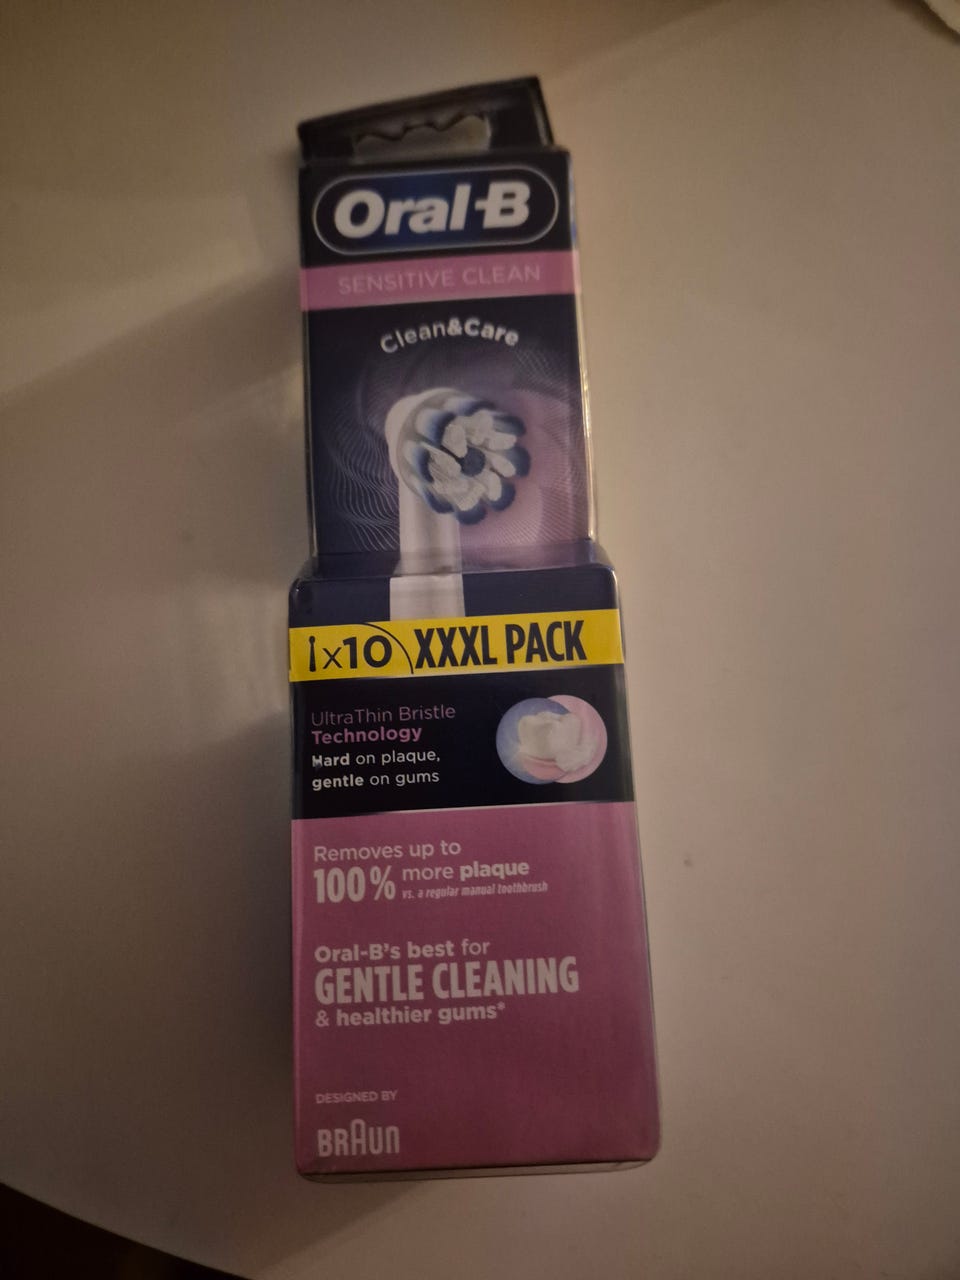 Oral-B
SENSITIVE CLEAN
Clean&Care
x10 XXXL PACK
UltraThin Bristle
Technology
Hard on plaque,
gentle on gums
Removes up to
100% more plaque
vs. a regular manual toothbrush
Oral-B's best for
GENTLE CLEANING
& healthier gums*
DESIGNED BY
BRAUN